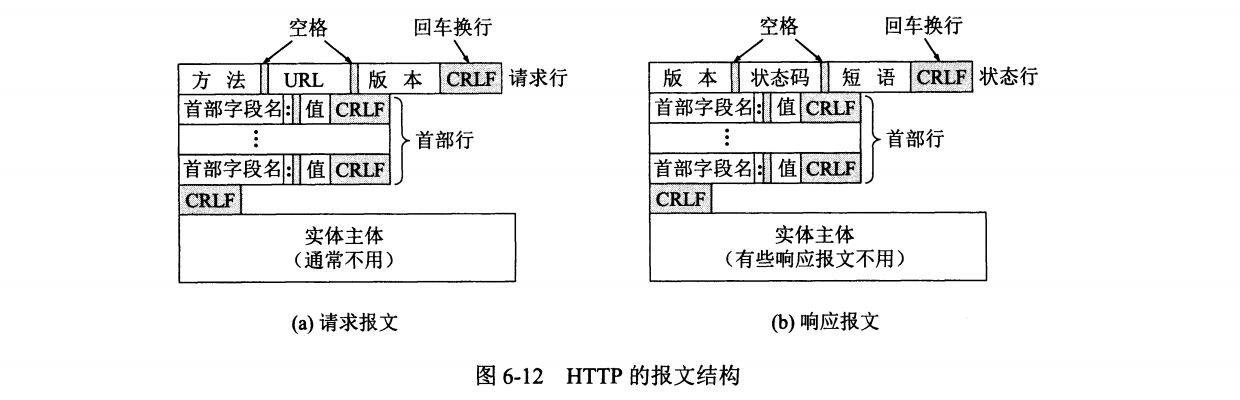 空格 回车换行
方法 URL 版本 CRLF 请求行
首部字段名: 值 CRLF
⋮
首部行
首部字段名: 值 CRLF
CRLF
实体主体
（通常不用）
(a) 请求报文
空格 回车换行
版本 状态码 短语 CRLF 状态行
首部字段名: 值 CRLF
⋮
首部行
首部字段名: 值 CRLF
CRLF
实体主体
（有些响应报文不用）
(b) 响应报文
图 6-12 HTTP 的报文结构